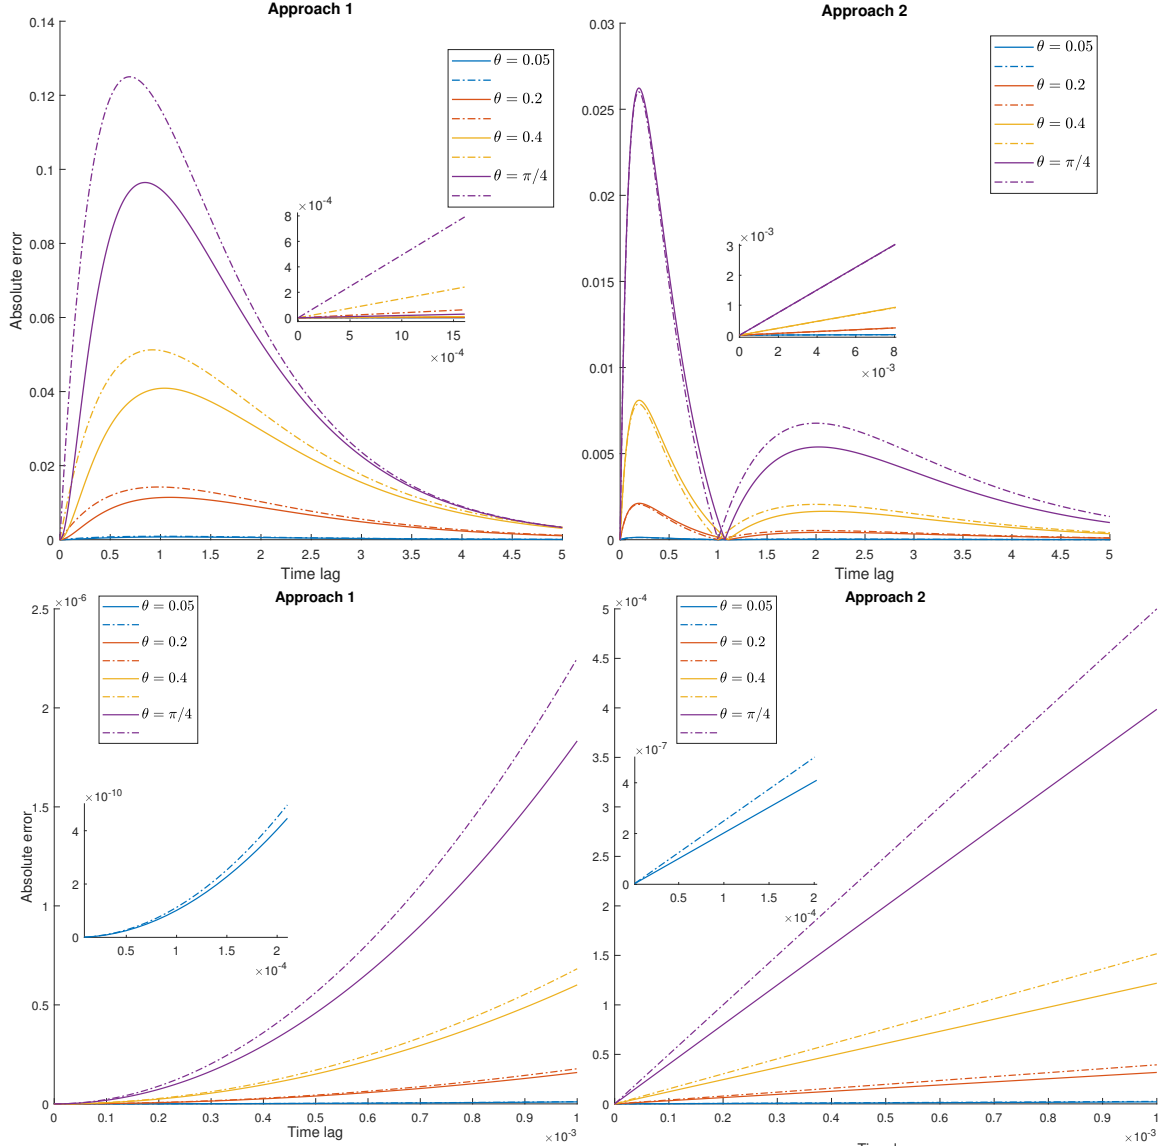 Approach 1
0.14
0.12
0.1
0.08
0.06
0.04
0.02
0
Absolute error
θ = 0.05
θ = 0.2
θ = 0.4
θ = π/4
×10⁻⁴
8
6
4
2
0
0 5 10 15
×10⁻⁴
0 0.5 1 1.5 2 2.5 3 3.5 4 4.5 5
Time lag
Approach 2
0.03
0.025
0.02
0.015
0.01
0.005
0
θ = 0.05
θ = 0.2
θ = 0.4
θ = π/4
×10⁻³
3
2
1
0
0 2 4 6 8
×10⁻³
0 0.5 1 1.5 2 2.5 3 3.5 4 4.5 5
Time lag
Approach 1
×10⁻⁶
2.5
2
1.5
1
0.5
0
Absolute error
θ = 0.05
θ = 0.2
θ = 0.4
θ = π/4
×10⁻¹⁰
4
2
0
0.5 1 1.5 2
×10⁻⁴
0 0.1 0.2 0.3 0.4 0.5 0.6 0.7 0.8 0.9 1
Time lag
×10⁻³
Approach 2
×10⁻⁴
5
4.5
4
3.5
3
2.5
2
1.5
1
0.5
0
θ = 0.05
θ = 0.2
θ = 0.4
θ = π/4
×10⁻⁷
4
2
0
0.5 1 1.5 2
×10⁻⁴
0 0.1 0.2 0.3 0.4 0.5 0.6 0.7 0.8 0.9 1
×10⁻³